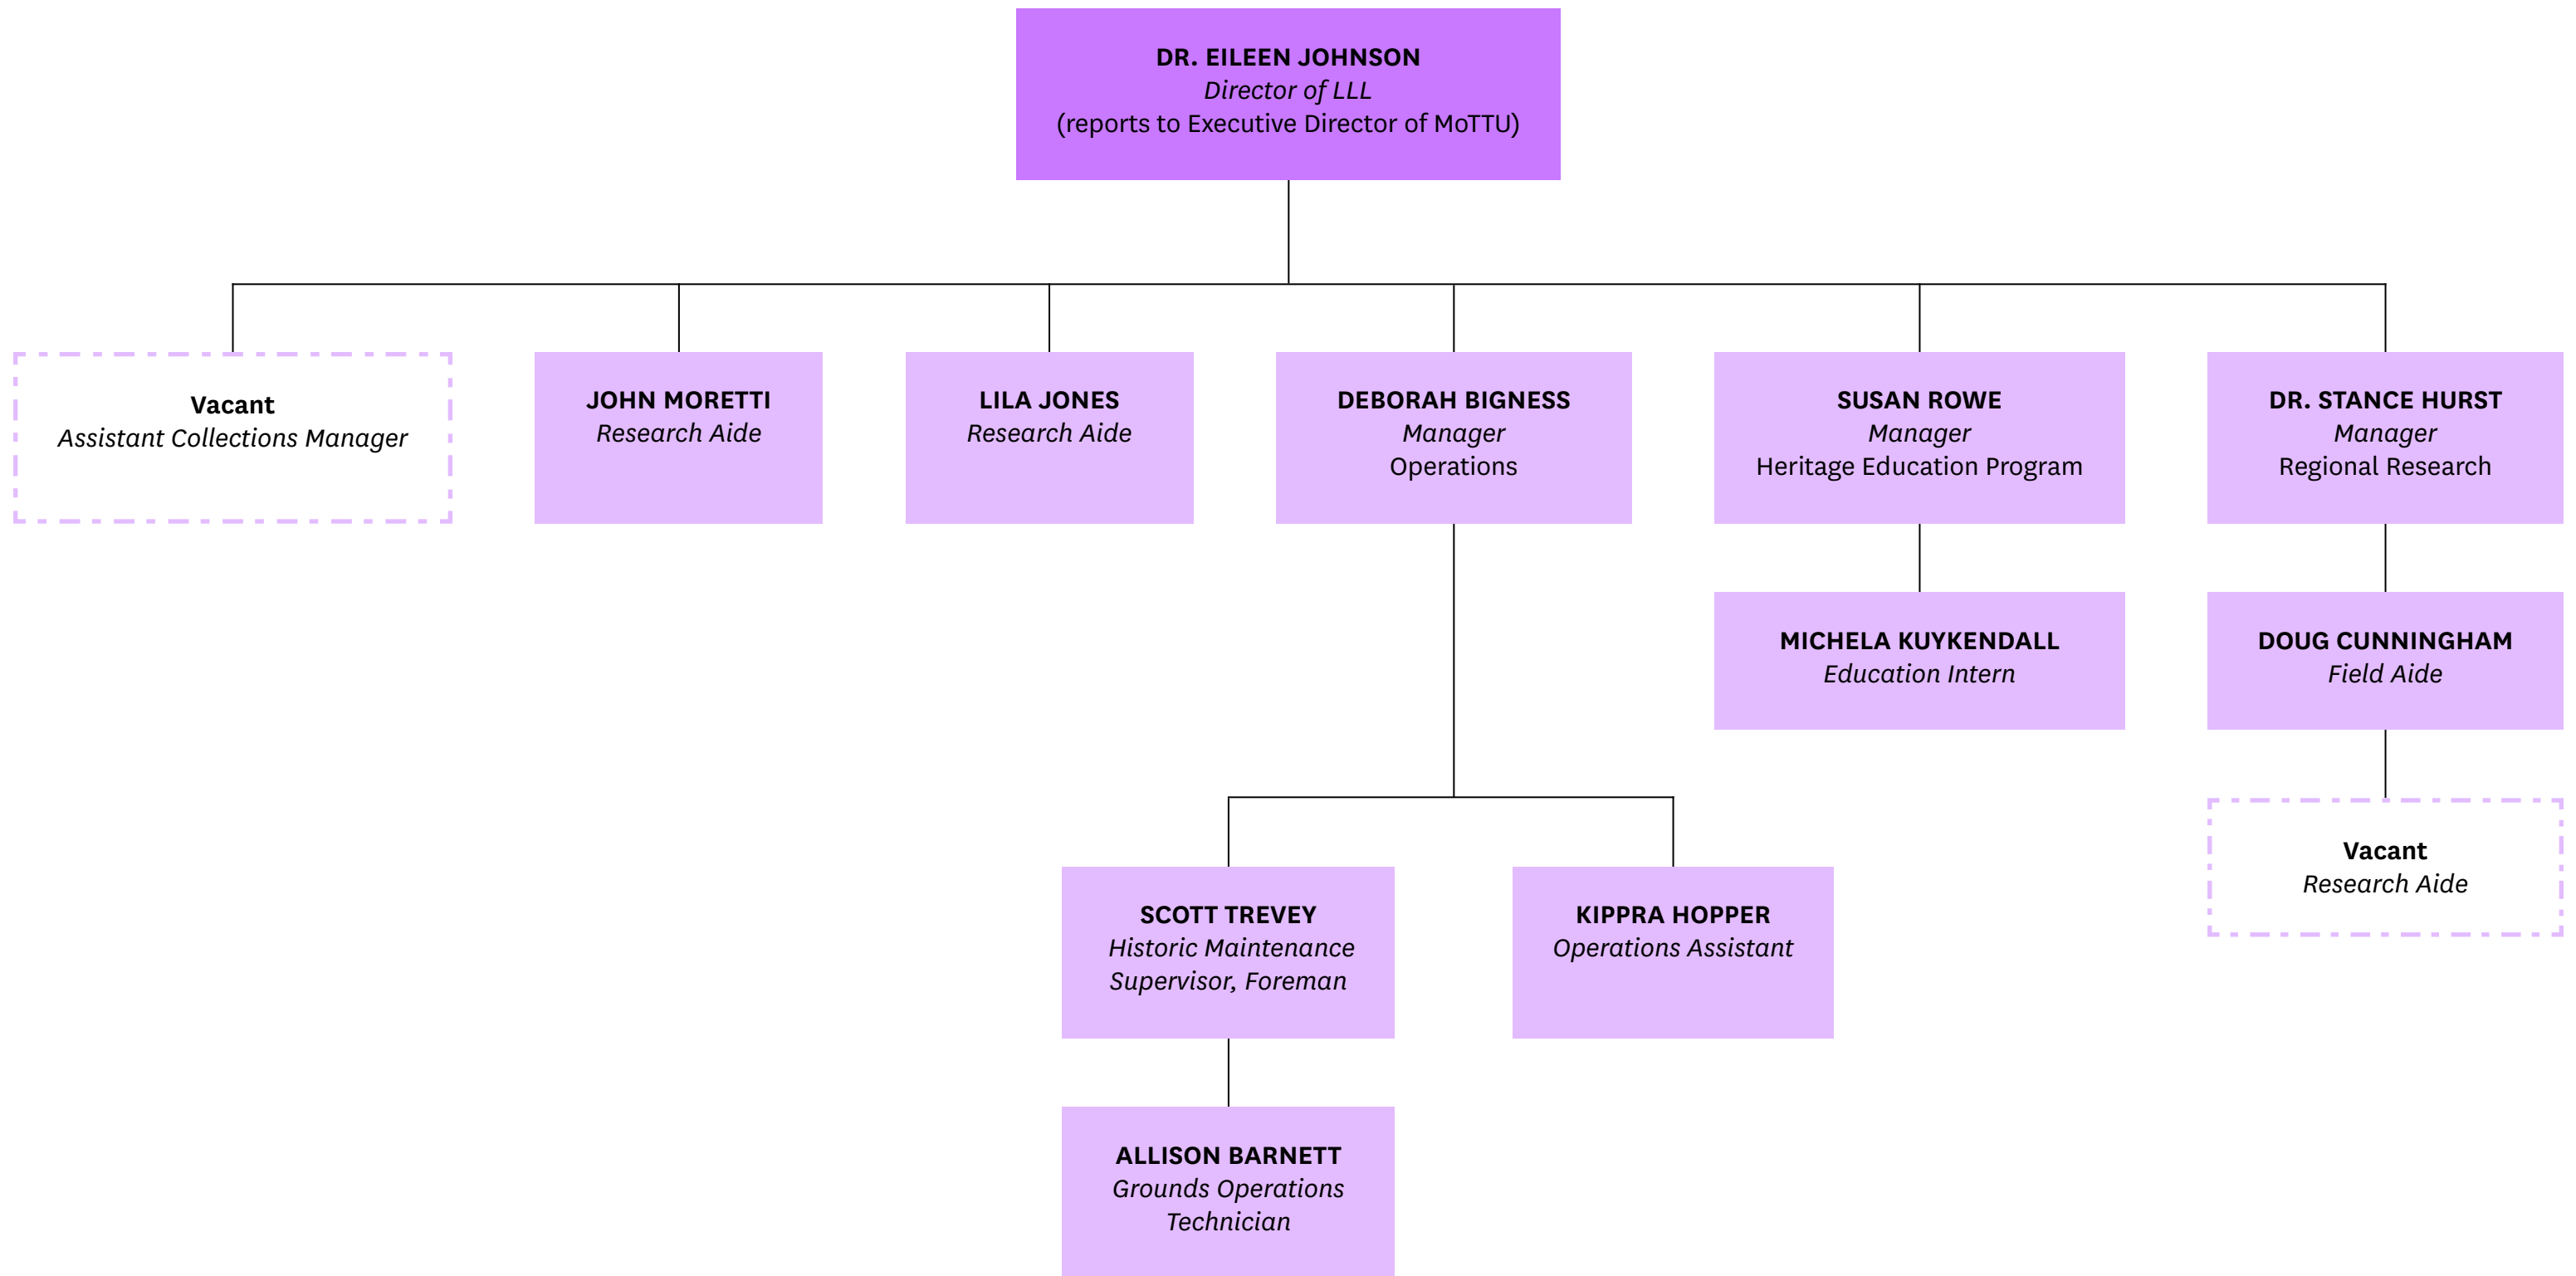 DR. EILEEN JOHNSON
Director of LLL
(reports to Executive Director of MoTTU)
Vacant
Assistant Collections Manager
JOHN MORETTI
Research Aide
LILA JONES
Research Aide
DEBORAH BIGNESS
Manager
Operations
SUSAN ROWE
Manager
Heritage Education Program
DR. STANCE HURST
Manager
Regional Research
MICHELA KUYKENDALL
Education Intern
DOUG CUNNINGHAM
Field Aide
Vacant
Research Aide
SCOTT TREVEY
Historic Maintenance
Supervisor, Foreman
KIPPRA HOPPER
Operations Assistant
ALLISON BARNETT
Grounds Operations
Technician